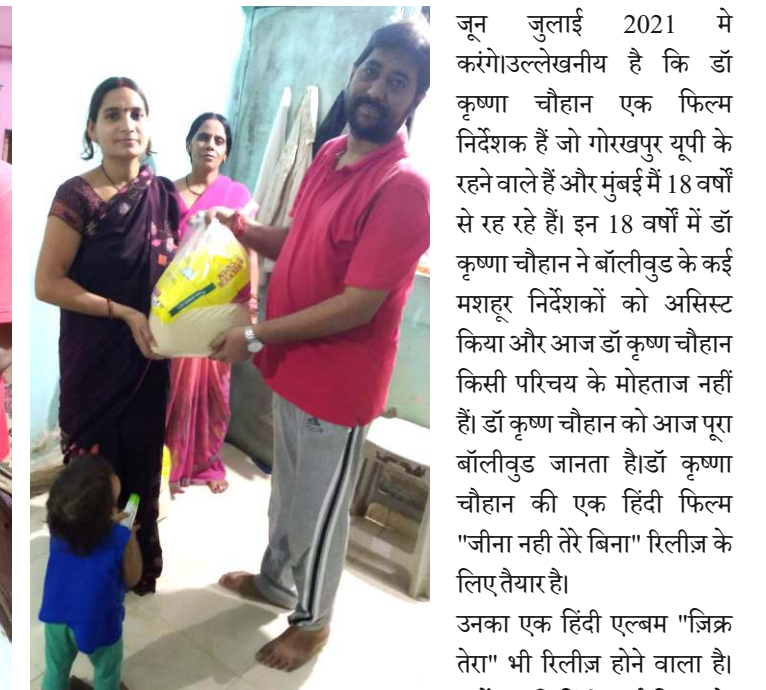 जून जुलाई 2021 मे
करंगे।उल्लेखनीय है कि डॉ
कृष्णा चौहान एक फिल्म
निर्देशक हैं जो गोरखपुर यूपी के
रहने वाले हैं और मुंबई मैं 18 वर्षों
से रह रहे हैं। इन 18 वर्षों में डॉ
कृष्णा चौहान ने बॉलीवुड के कई
मशहूर निर्देशकों को असिस्ट
किया और आज डॉ कृष्ण चौहान
किसी परिचय के मोहताज नहीं
हैं। डॉ कृष्ण चौहान को आज पूरा
बॉलीवुड जानता है।डॉ कृष्णा
चौहान की एक हिंदी फिल्म
"जीना नही तेरे बिना" रिलीज़ के
लिए तैयार है।
उनका एक हिंदी एल्बम "ज़िक्र
तेरा" भी रिलीज़ होने वाला है।